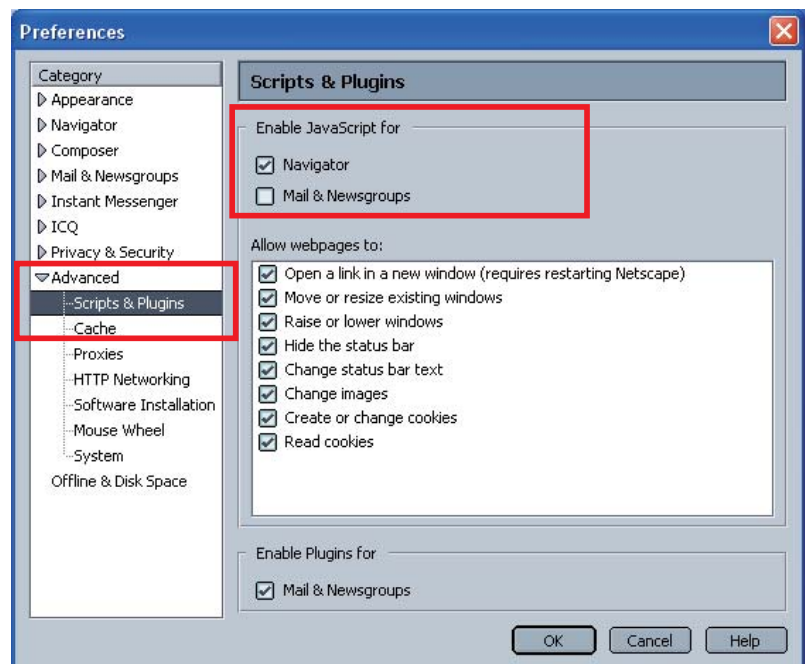 Preferences
Category
Appearance
Navigator
Composer
Mail & Newsgroups
Instant Messenger
ICQ
Privacy & Security
Advanced
Scripts & Plugins
Cache
Proxies
HTTP Networking
Software Installation
Mouse Wheel
System
Offline & Disk Space
Scripts & Plugins
Enable JavaScript for
Navigator
Mail & Newsgroups
Allow webpages to:
Open a link in a new window (requires restarting Netscape)
Move or resize existing windows
Raise or lower windows
Hide the status bar
Change status bar text
Change images
Create or change cookies
Read cookies
Enable Plugins for
Mail & Newsgroups
OK Cancel Help